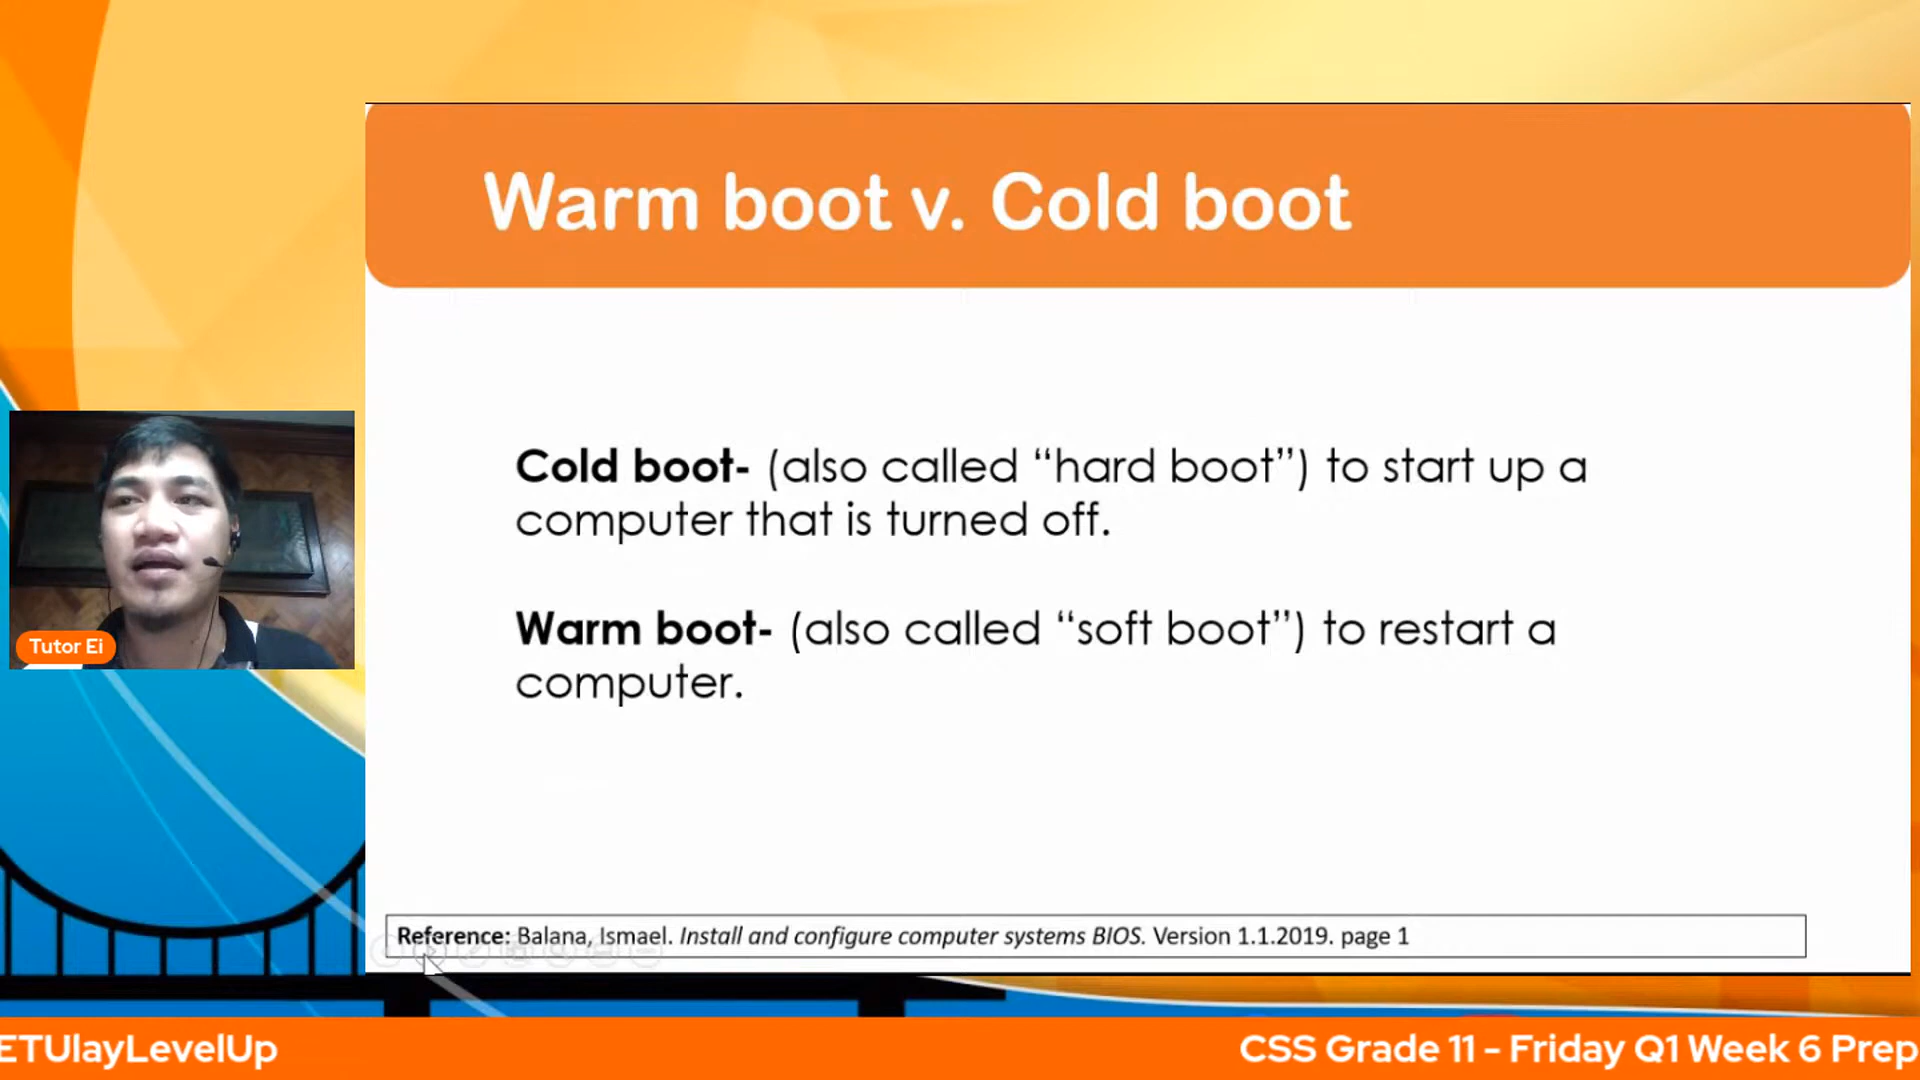 Warm boot v. Cold boot
Cold boot- (also called “hard boot”) to start up a
computer that is turned off.
Warm boot- (also called “soft boot”) to restart a
computer.
Tutor Ei
Reference: Balana, Ismael. Install and configure computer systems BIOS. Version 1.1.2019. page 1
ETUlayLevelUp
CSS Grade 11 - Friday Q1 Week 6 Prep